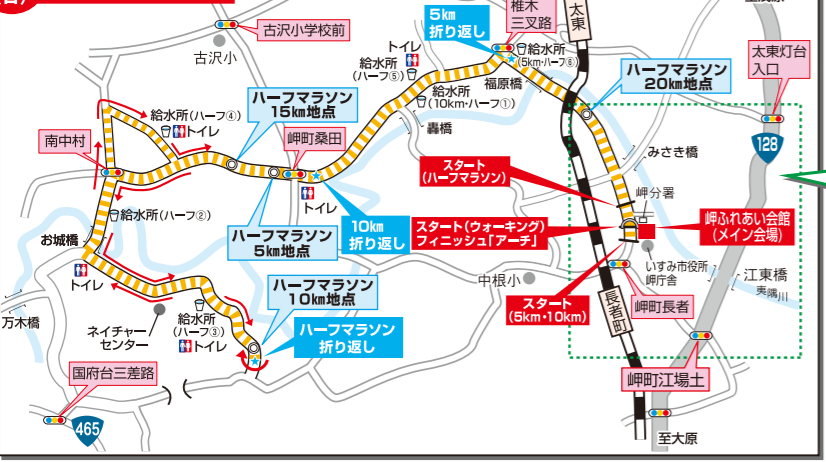 5km
折り返し
椎木
三叉路
太東
太東灯台
入口
古沢小学校前
古沢小
トイレ
給水所
(ハーフ⑤)
給水所
(5km・ハーフ⑥)
福原橋
ハーフマラソン
20km地点
給水所
(10km・ハーフ①)
轟橋
給水所(ハーフ④)
トイレ
ハーフマラソン
15km地点
南中村
岬町桑田
128
みさき橋
スタート
(ハーフマラソン)
岬分署
トイレ
給水所(ハーフ②)
10km
折り返し
スタート(ウォーキング)
フィニッシュ「アーチ」
岬ふれあい会館
(メイン会場)
ハーフマラソン
5km地点
お城橋
トイレ
いすみ市役所
岬庁舎
江東橋
夷隅川
中根小
ハーフマラソン
10km地点
スタート
(5km・10km)
長者町
岬町長者
万木橋
ネイチャー
センター
給水所
(ハーフ③)
トイレ
ハーフマラソン
折り返し
国府台三差路
岬町江場土
465
至大原